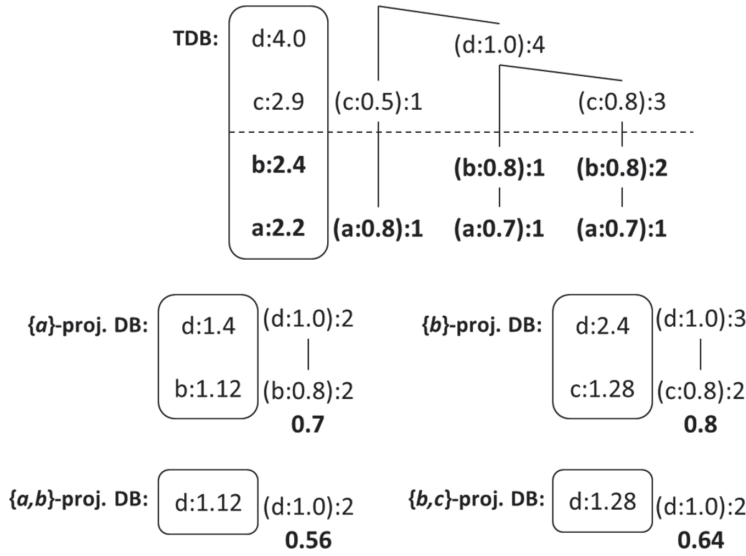 TDB: d:4.0 (d:1.0):4
c:2.9 (c:0.5):1 (c:0.8):3
b:2.4 (b:0.8):1 (b:0.8):2
a:2.2 (a:0.8):1 (a:0.7):1 (a:0.7):1
{a}-proj. DB: d:1.4 (d:1.0):2
b:1.12 (b:0.8):2
0.7
{b}-proj. DB: d:2.4 (d:1.0):3
c:1.28 (c:0.8):2
0.8
{a,b}-proj. DB: d:1.12 (d:1.0):2
0.56
{b,c}-proj. DB: d:1.28 (d:1.0):2
0.64